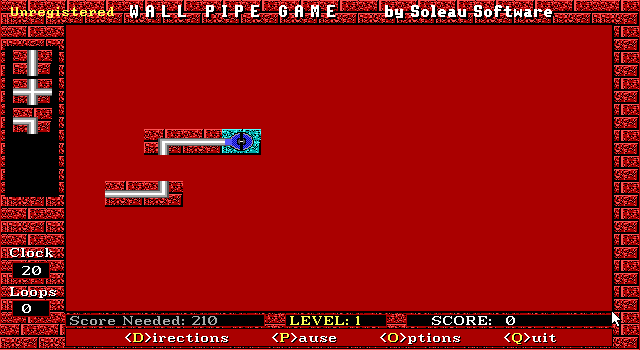 Unregistered WALL PIPE GAME by Soleau Software
Clock
20
Loops
0
Score Needed: 210 LEVEL: 1 SCORE: 0
<D>irections <P>ause <O>ptions <Q>uit